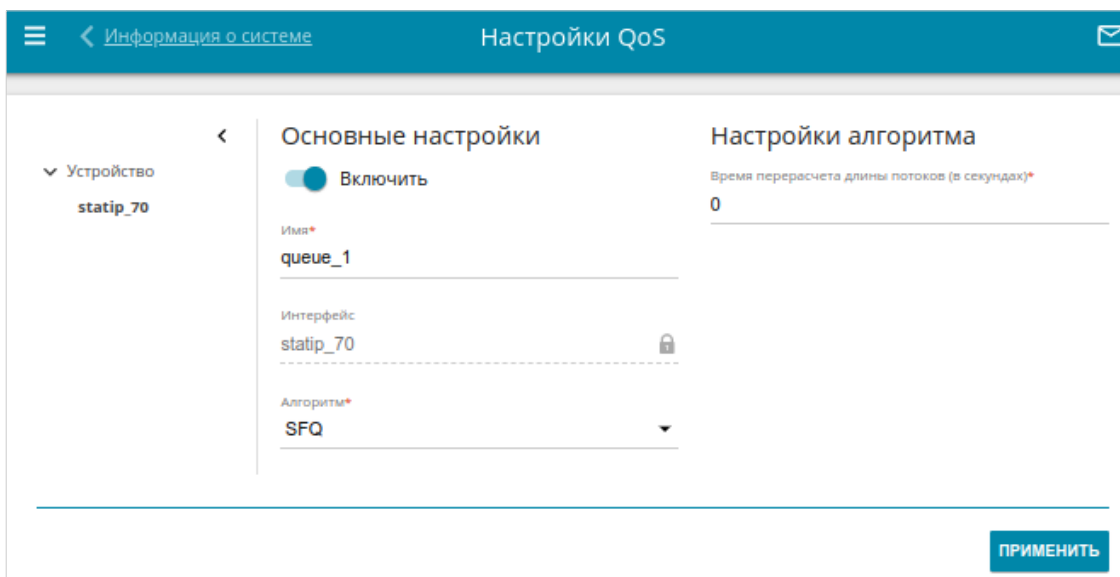 Информация о системе
Настройки QoS
Устройство
statip_70
Основные настройки
Включить
Имя*
queue_1
Интерфейс
statip_70
Алгоритм*
SFQ
Настройки алгоритма
Время перерасчета длины потоков (в секундах)*
0
ПРИМЕНИТЬ